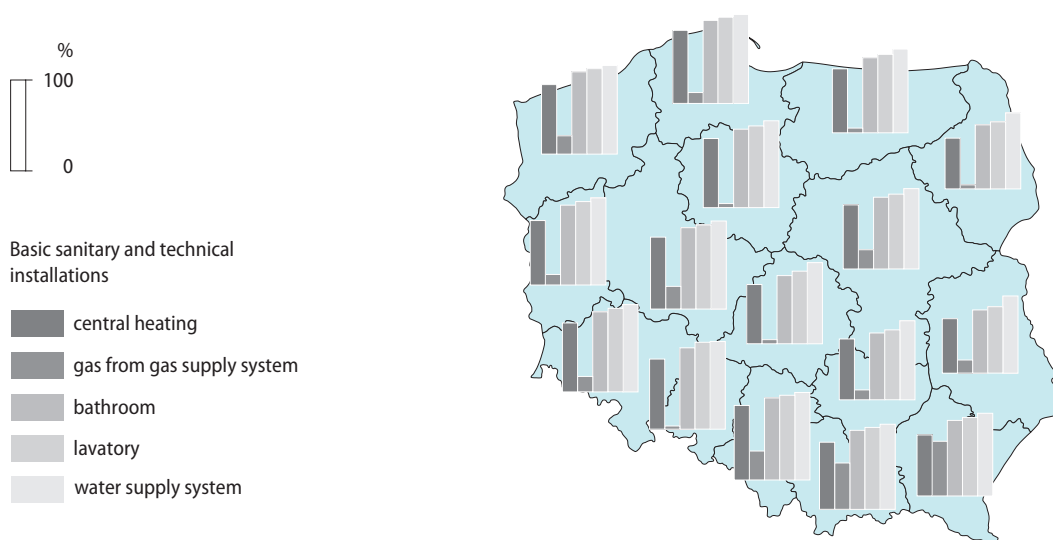 %
100
0
Basic sanitary and technical
installations
central heating
gas from gas supply system
bathroom
lavatory
water supply system